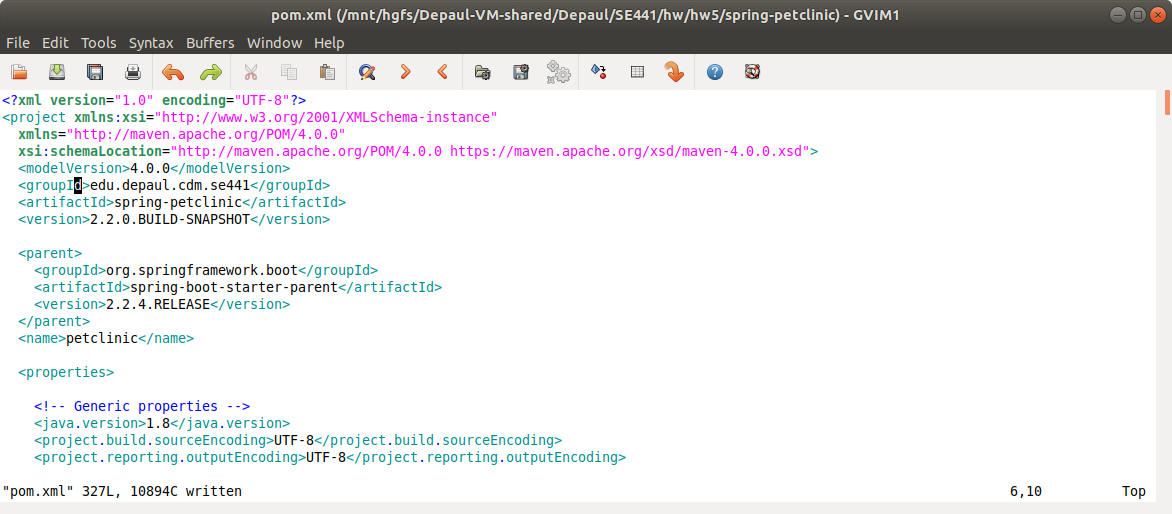 pom.xml (/mnt/hgfs/Depaul-VM-shared/Depaul/SE441/hw/hw5/spring-petclinic) - GVIM1
File Edit Tools Syntax Buffers Window Help
<?xml version="1.0" encoding="UTF-8"?>
<project xmlns:xsi="http://www.w3.org/2001/XMLSchema-instance"
  xmlns="http://maven.apache.org/POM/4.0.0"
  xsi:schemaLocation="http://maven.apache.org/POM/4.0.0 https://maven.apache.org/xsd/maven-4.0.0.xsd">
  <modelVersion>4.0.0</modelVersion>
  <groupId>edu.depaul.cdm.se441</groupId>
  <artifactId>spring-petclinic</artifactId>
  <version>2.2.0.BUILD-SNAPSHOT</version>

  <parent>
    <groupId>org.springframework.boot</groupId>
    <artifactId>spring-boot-starter-parent</artifactId>
    <version>2.2.4.RELEASE</version>
  </parent>
  <name>petclinic</name>

  <properties>

    <!-- Generic properties -->
    <java.version>1.8</java.version>
    <project.build.sourceEncoding>UTF-8</project.build.sourceEncoding>
    <project.reporting.outputEncoding>UTF-8</project.reporting.outputEncoding>
"pom.xml" 327L, 10894C written 6,10 Top